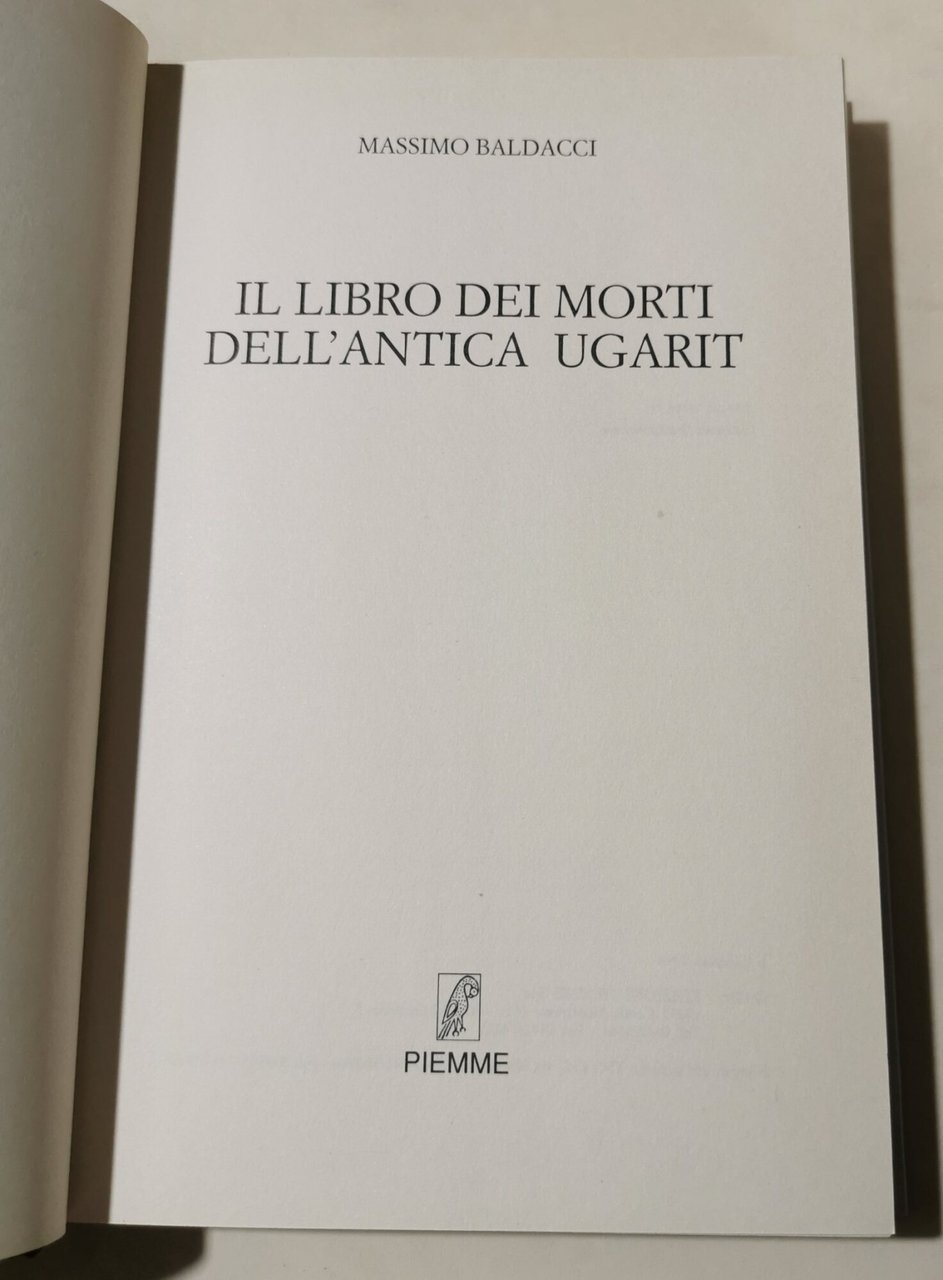 MASSIMO BALDACCI
IL LIBRO DEI MORTI
DELL'ANTICA UGARIT
PIEMME